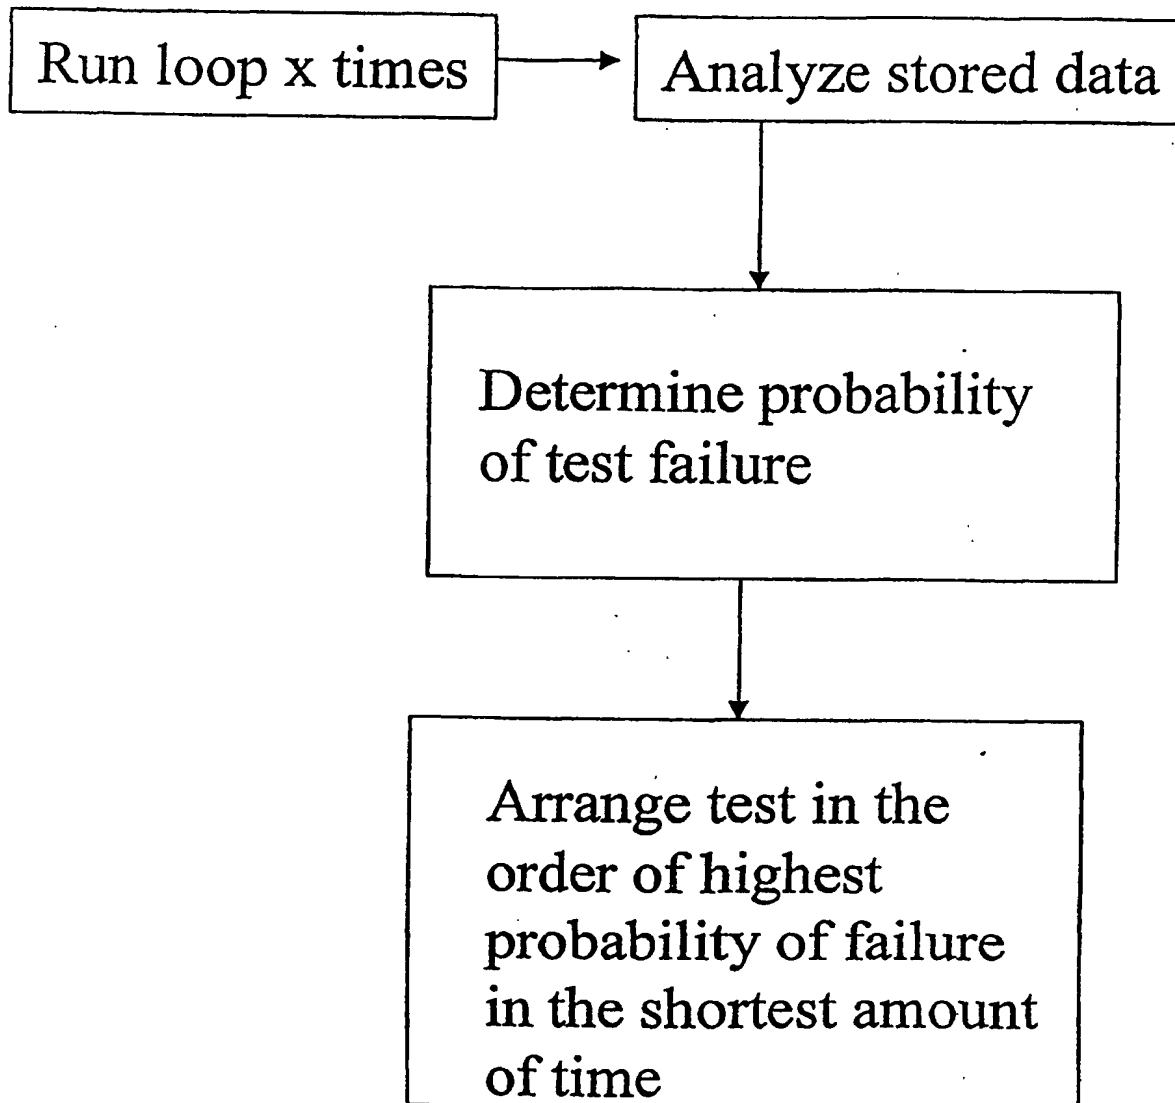 Run loop x times
Analyze stored data
Determine probability
of test failure
Arrange test in the
order of highest
probability of failure
in the shortest amount
of time